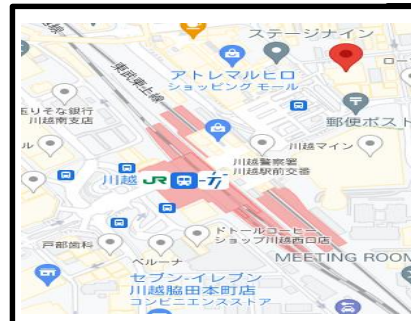 ステージナイン
東武東上線
アトレマルヒロ
ショッピング モール
ロー
玉りそな銀行
川越南支店
郵便ポスト
ル
川越マイン
川越警察署
川越駅前交番
川越 JR
戸部歯科
ドトールコーヒー
ショップ川越西口店
ベルーナ
MEETING ROOM
セブン-イレブン
川越脇田本町店
コンビニエンスストア